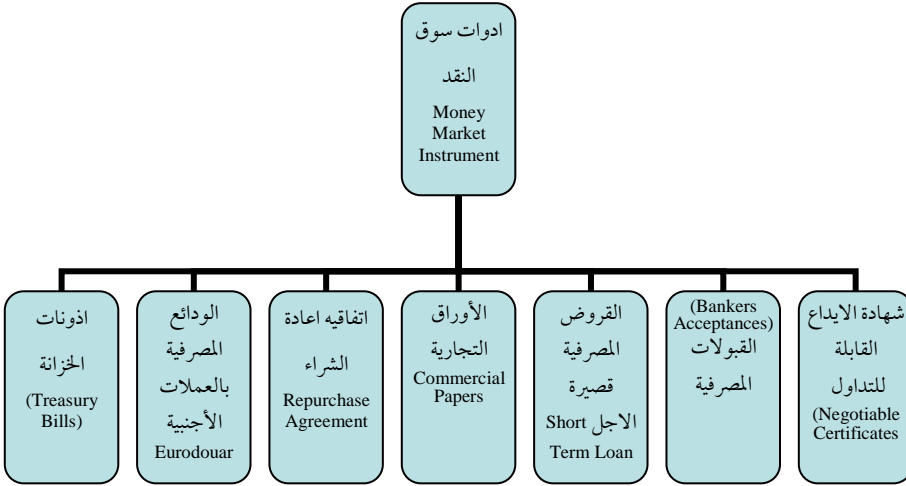 ادوات سوق
النقد
Money
Market
Instrument
شهادة الايداع
القابلة
للتداول
(Negotiable
Certificates
(Bankers
Acceptances)
القبولات
المصرفية
القروض
المصرفية
قصيرة
الاجل Short
Term Loan
الأوراق
التجارية
Commercial
Papers
اتفاقيه اعادة
الشراء
Repurchase
Agreement
الودائع
المصرفية
بالعملات
الأجنبية
Eurodouar
اذونات
الخزانة
(Treasury
Bills)